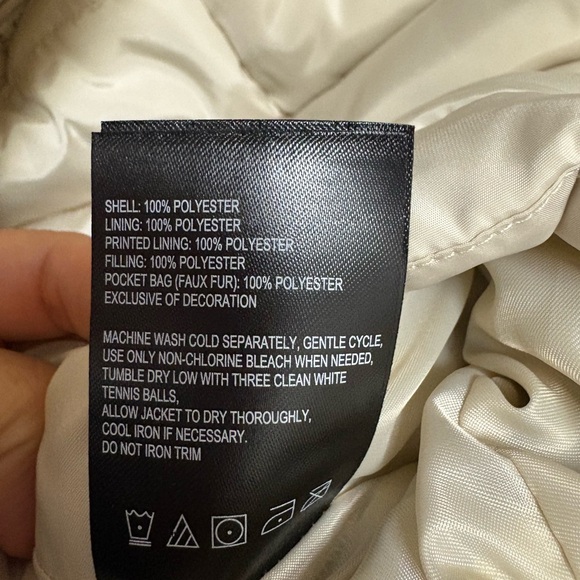 SHELL: 100% POLYESTER
LINING: 100% POLYESTER
PRINTED LINING: 100% POLYESTER
FILLING: 100% POLYESTER
POCKET BAG (FAUX FUR): 100% POLYESTER
EXCLUSIVE OF DECORATION
MACHINE WASH COLD SEPARATELY, GENTLE CYCLE,
USE ONLY NON-CHLORINE BLEACH WHEN NEEDED,
TUMBLE DRY LOW WITH THREE CLEAN WHITE
TENNIS BALLS,
ALLOW JACKET TO DRY THOROUGHLY,
COOL IRON IF NECESSARY.
DO NOT IRON TRIM